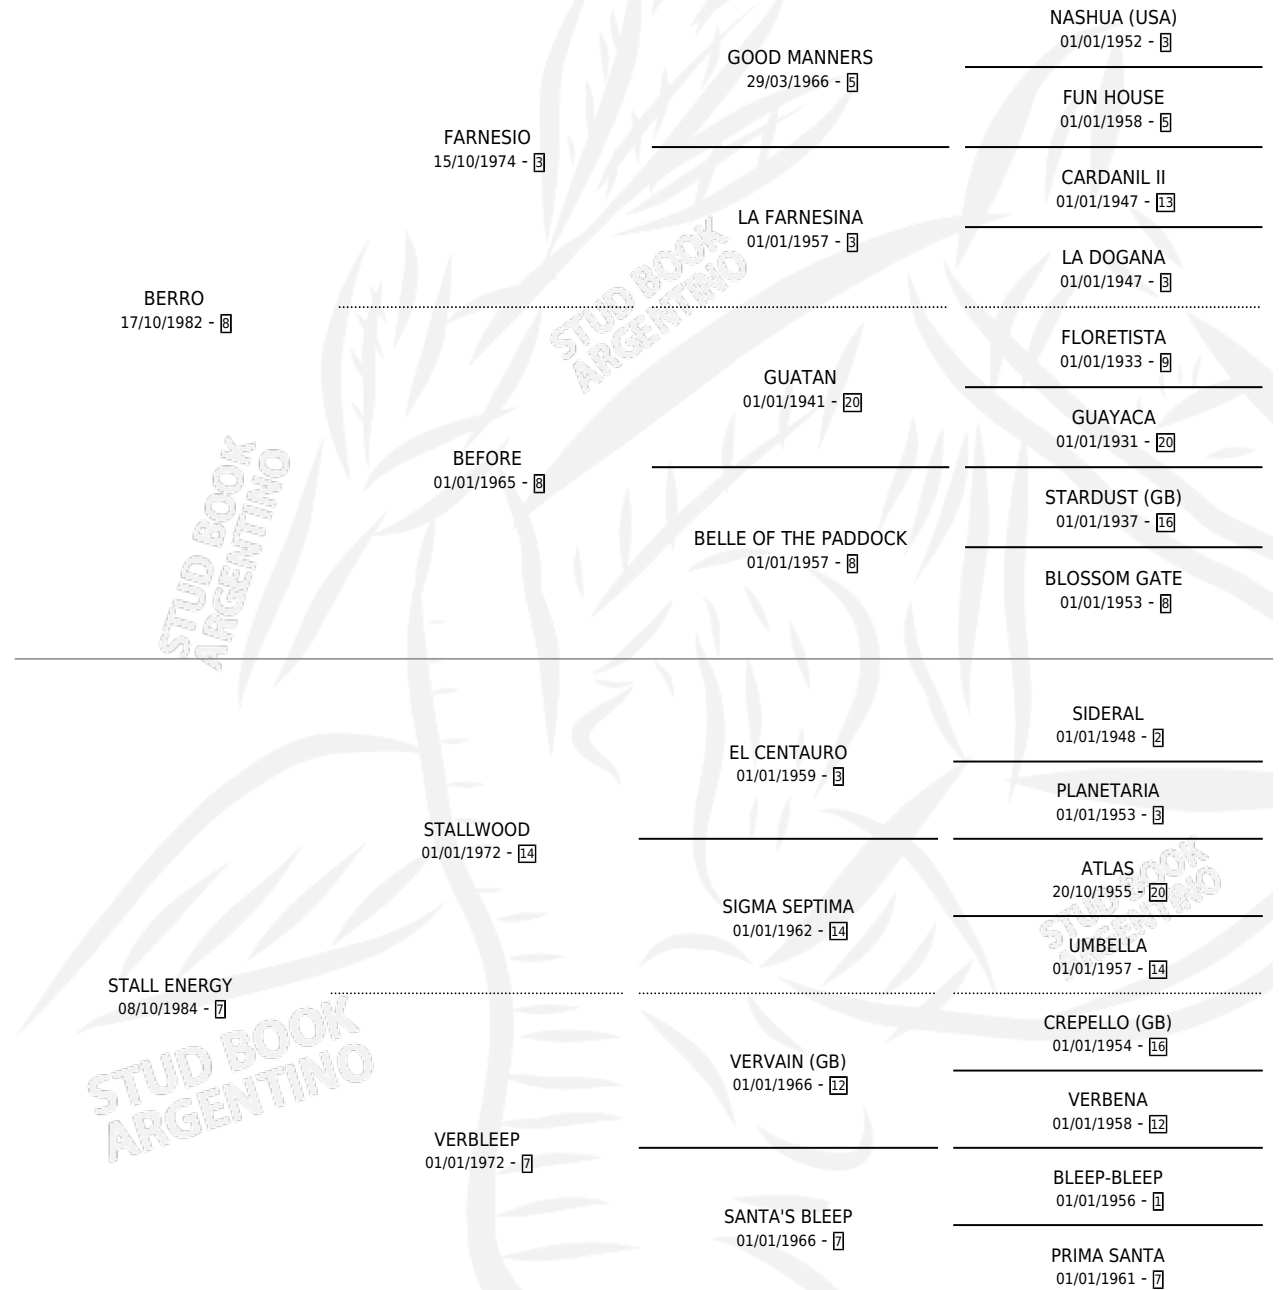 NASHUA (USA)
01/01/1952 - 3
GOOD MANNERS
29/03/1966 - 5
FUN HOUSE
01/01/1958 - 5
FARNESIO
15/10/1974 - 3
CARDANIL II
01/01/1947 - 13
LA FARNESINA
01/01/1957 - 3
LA DOGANA
01/01/1947 - 3
BERRO
17/10/1982 - 8
FLORETISTA
01/01/1933 - 9
GUATAN
01/01/1941 - 20
GUAYACA
01/01/1931 - 20
BEFORE
01/01/1965 - 8
STARDUST (GB)
01/01/1937 - 16
BELLE OF THE PADDOCK
01/01/1957 - 8
BLOSSOM GATE
01/01/1953 - 8
SIDERAL
01/01/1948 - 2
EL CENTAURO
01/01/1959 - 3
PLANETARIA
01/01/1953 - 3
STALLWOOD
01/01/1972 - 14
ATLAS
20/10/1955 - 20
SIGMA SEPTIMA
01/01/1962 - 14
UMBELLA
01/01/1957 - 14
STALL ENERGY
08/10/1984 - 7
CREPELLO (GB)
01/01/1954 - 16
VERVAIN (GB)
01/01/1966 - 12
VERBENA
01/01/1958 - 12
VERBLEEP
01/01/1972 - 7
BLEEP-BLEEP
01/01/1956 - 1
SANTA'S BLEEP
01/01/1966 - 7
PRIMA SANTA
01/01/1961 - 7
STUD BOOK
ARGENTINO
STUD BOOK
ARGENTINO
STUD BOOK
ARGENTINO
STUD BOOK
ARGENTINO